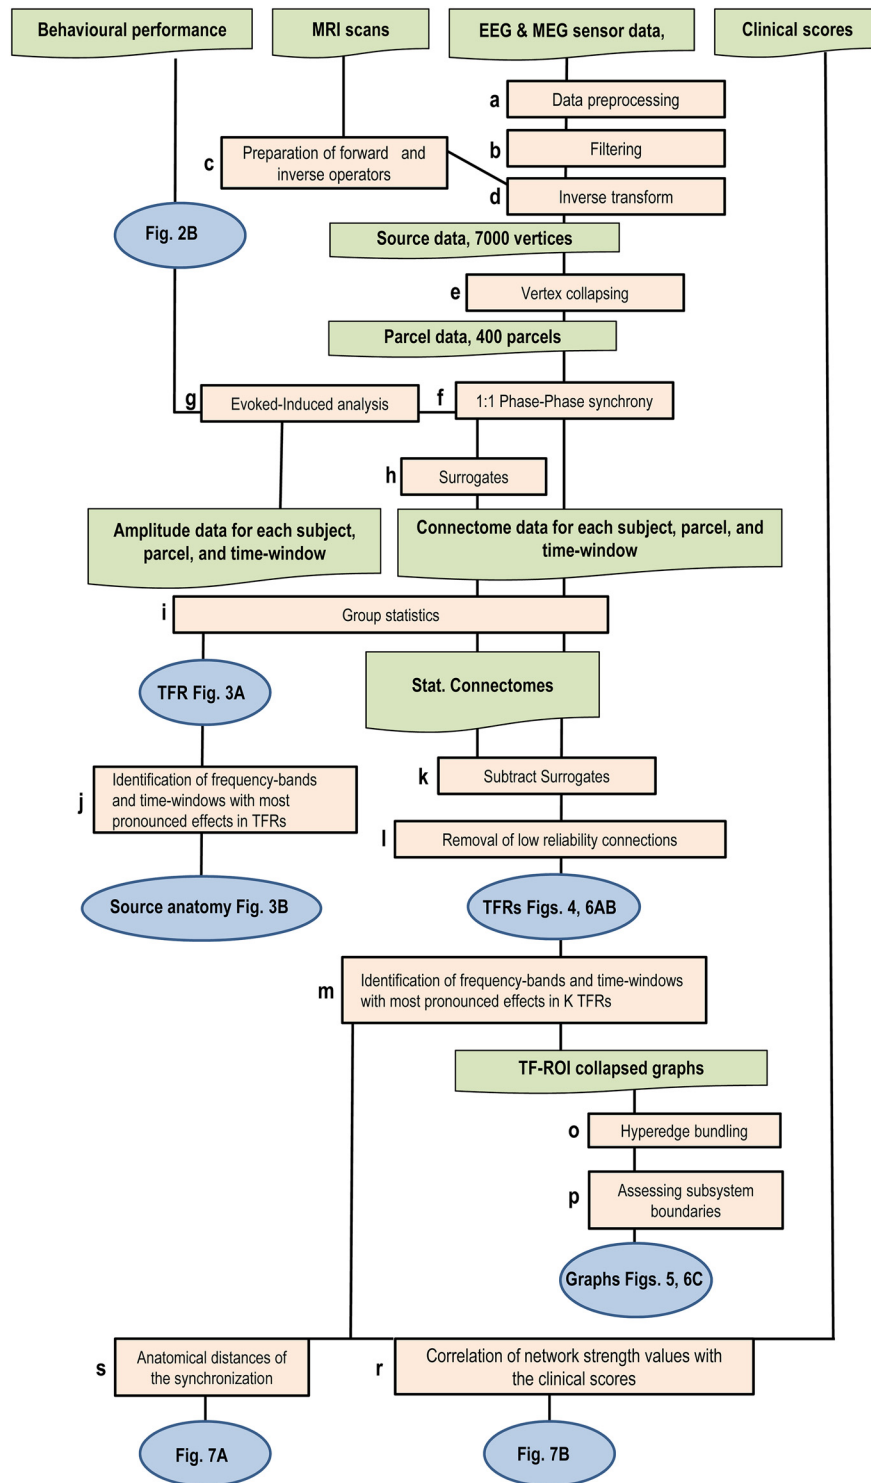 Behavioural performance
MRI scans
EEG & MEG sensor data,
Clinical scores
a
Data preprocessing
b
Filtering
c
Preparation of forward and
inverse operators
d
Inverse transform
Fig. 2B
Source data, 7000 vertices
e
Vertex collapsing
Parcel data, 400 parcels
g
Evoked-Induced analysis
f
1:1 Phase-Phase synchrony
h
Surrogates
Amplitude data for each subject,
parcel, and time-window
Connectome data for each subject, parcel, and
time-window
i
Group statistics
TFR Fig. 3A
Stat. Connectomes
j
Identification of frequency-bands
and time-windows with most
pronounced effects in TFRs
k
Subtract Surrogates
l
Removal of low reliability connections
Source anatomy Fig. 3B
TFRs Figs. 4, 6AB
m
Identification of frequency-bands and time-windows
with most pronounced effects in K TFRs
TF-ROI collapsed graphs
o
Hyperedge bundling
p
Assessing subsystem
boundaries
Graphs Figs. 5, 6C
s
Anatomical distances of
the synchronization
r
Correlation of network strength values with
the clinical scores
Fig. 7A
Fig. 7B